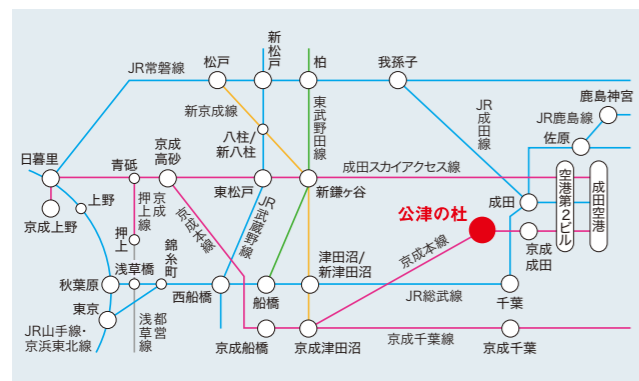 新松戸
柏
松戸
我孫子
JR常磐線
鹿島神宮
新京成線
東武野田線
JR成田線
JR鹿島線
八柱/
新八柱
佐原
日暮里
青砥
京成
高砂
成田スカイアクセス線
東松戸
新鎌ヶ谷
成田
空港第2ビル
成田空港
上野
京成
押上線
京成上野
京成本線
JR武蔵野線
公津の杜
押上
京成本線
京成
成田
錦糸町
浅草橋
津田沼/
新津田沼
秋葉原
西船橋
船橋
JR総武線
千葉
東京
都営
浅草線
JR山手線・
京浜東北線
京成船橋
京成津田沼
京成千葉線
京成千葉